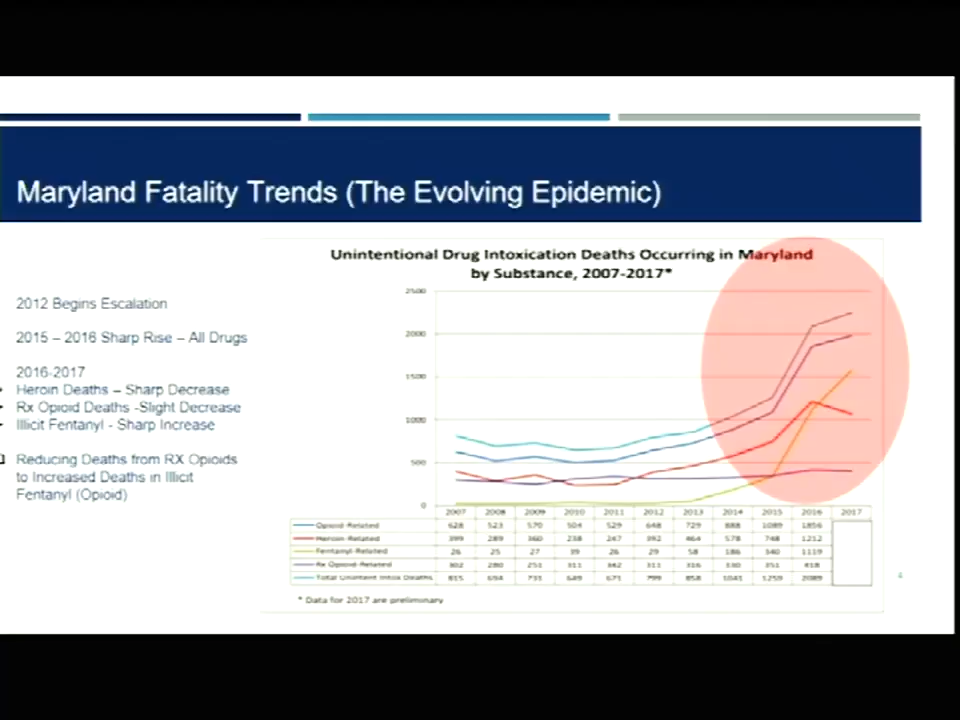 Maryland Fatality Trends (The Evolving Epidemic)
2012 Begins Escalation
2015 – 2016 Sharp Rise – All Drugs
2016-2017
Heroin Deaths – Sharp Decrease
Rx Opioid Deaths -Slight Decrease
Illicit Fentanyl - Sharp Increase
Reducing Deaths from RX Opioids
to Increased Deaths in Illicit
Fentanyl (Opioid)
Unintentional Drug Intoxication Deaths Occurring in Maryland
by Substance, 2007-2017*
2500
2000
1500
1000
500
0
2007 2008 2009 2010 2011 2012 2013 2014 2015 2016 2017
Opioid-Related 628 523 570 504 529 648 729 888 1089 1856
Heroin-Related 399 289 360 238 247 392 464 578 748 1212
Fentanyl-Related 26 25 27 39 26 29 58 186 340 1119
Rx Opioid-Related 302 280 251 311 342 311 316 330 351 418
Total Unintent Intox Deaths 815 694 731 649 671 799 858 1041 1259 2089
* Data for 2017 are preliminary
4